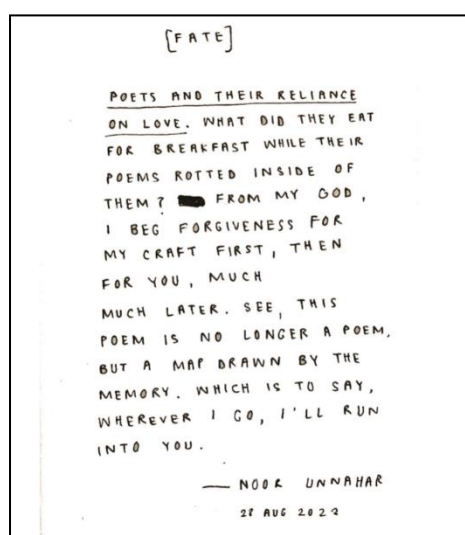 [FATE]
POETS AND THEIR RELIANCE
ON LOVE. WHAT DID THEY EAT
FOR BREAKFAST WHILE THEIR
POEMS ROTTED INSIDE OF
THEM? FROM MY GOD,
I BEG FORGIVENESS FOR
MY CRAFT FIRST, THEN
FOR YOU, MUCH
MUCH LATER. SEE, THIS
POEM IS NO LONGER A POEM.
BUT A MAP DRAWN BY THE
MEMORY. WHICH IS TO SAY,
WHEREVER I GO, I'LL RUN
INTO YOU.
— NOOR UNNAHAR
28 AUG 2023